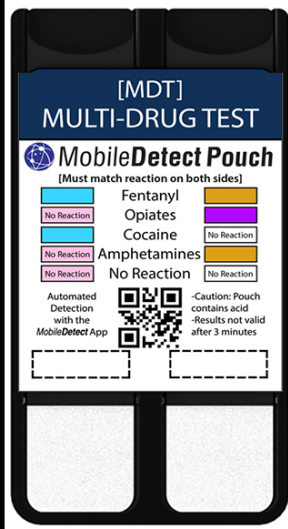 [MDT]
MULTI-DRUG TEST
MobileDetect Pouch
[Must match reaction on both sides]
Fentanyl
No Reaction Opiates
Cocaine No Reaction
No Reaction Amphetamines
No Reaction No Reaction No Reaction
Automated
Detection
with the
MobileDetect App
-Caution: Pouch
contains acid
-Results not valid
after 3 minutes